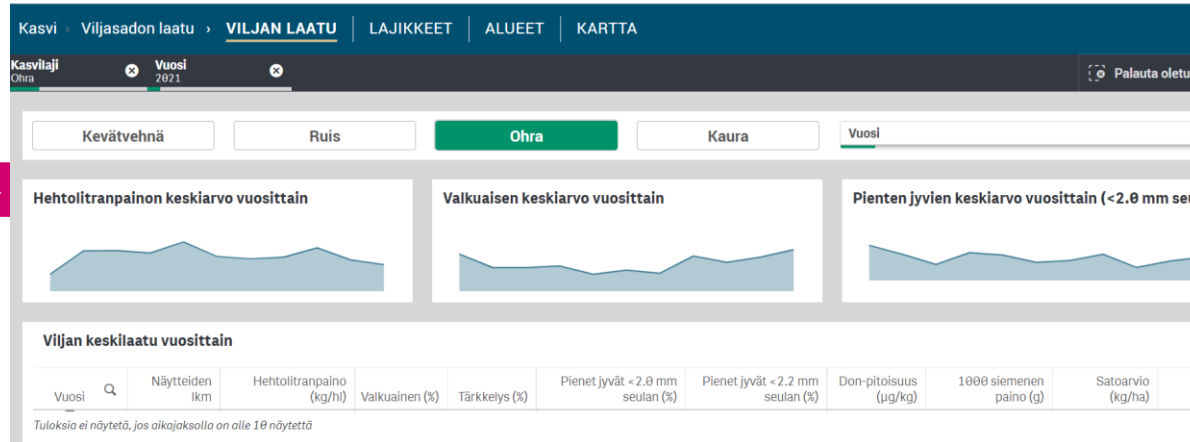 Kasvi › Viljasadon laatu › VILJAN LAATU LAJIKKEET ALUEET KARTTA
Kasvilaji Vuosi
Ohra 2021 Palauta oletu
Kevätvehnä Ruis Ohra Kaura Vuosi
Hehtolitranpainon keskiarvo vuosittain Valkuaisen keskiarvo vuosittain Pienten jyvien keskiarvo vuosittain (<2.0 mm seu
Viljan keskilaatu vuosittain
Vuosi Näytteiden lkm Hehtolitranpaino (kg/hl) Valkuainen (%) Tärkkelys (%) Pienet jyvät <2.0 mm seulan (%) Pienet jyvät <2.2 mm seulan (%) Don-pitoisuus (µg/kg) 1000 siemenen paino (g) Satoarvio (kg/ha)
Tuloksia ei näytetä, jos aikajaksolla on alle 10 näytettä